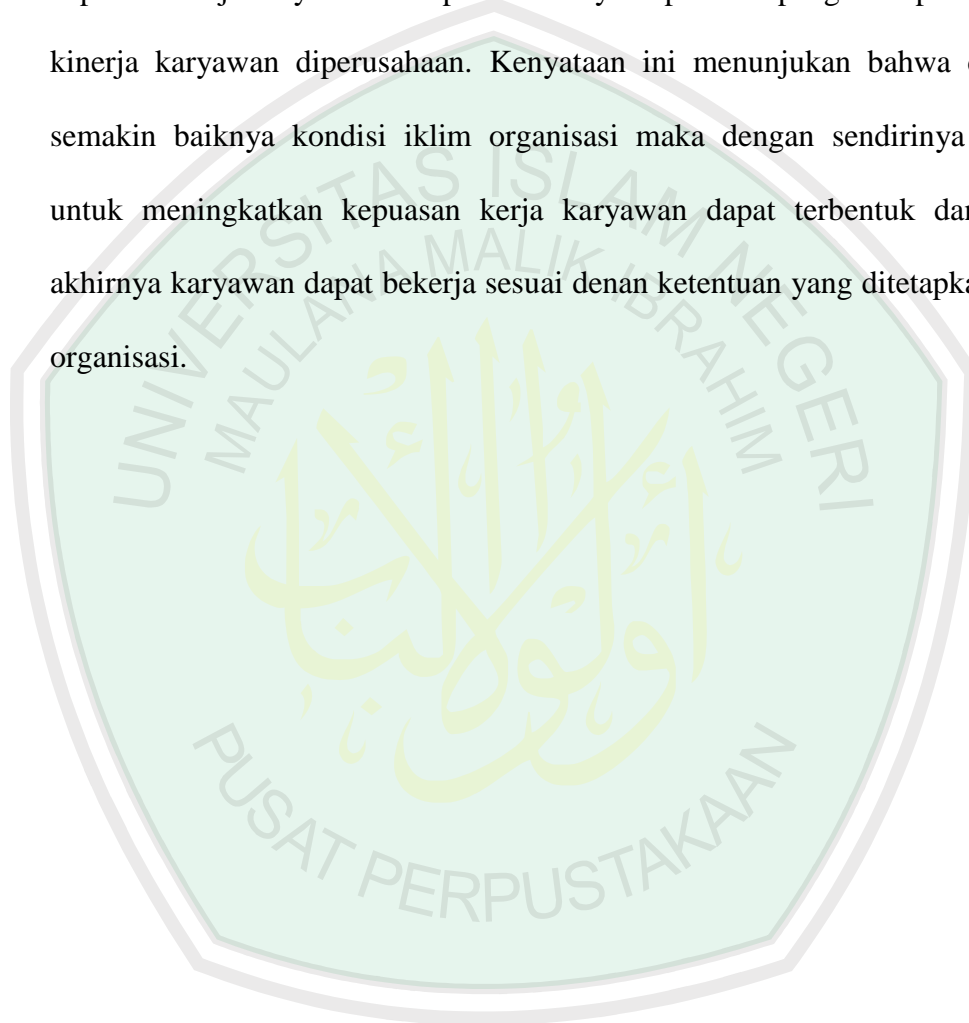 kinerja karyawan diperusahaan. Kenyataan ini menunjukan bahwa
semakin baiknya kondisi iklim organisasi maka dengan sendirinya
untuk meningkatkan kepuasan kerja karyawan dapat terbentuk
akhirnya karyawan dapat bekerja sesuai denan ketentuan yang
organisasi.
UNIVERSITAS ISLAM NEGERI
MAULANA MALIK IBRAHIM
PUSAT PERPUSTAKAAN